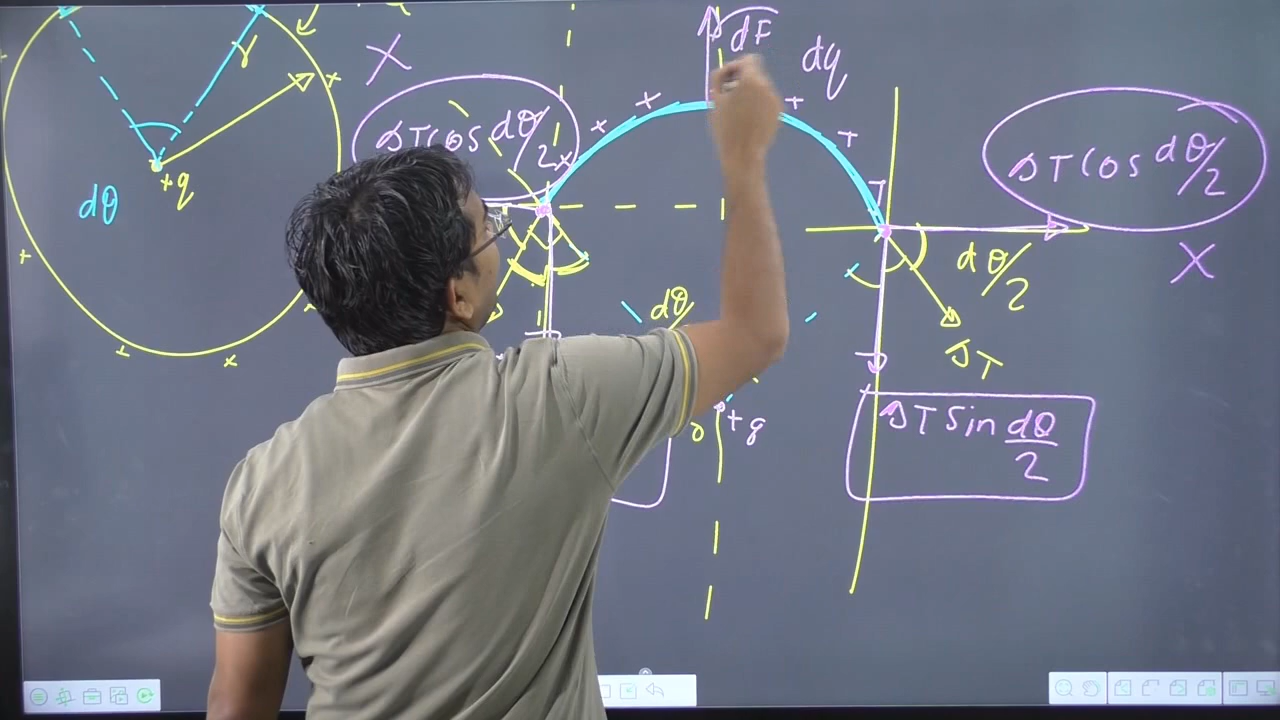 dF
dq
ΔT cos dθ/2
ΔT cos dθ/2
X
X
+q
dθ
dθ/2
dθ/
ΔT
+q
ΔT sin dθ/2